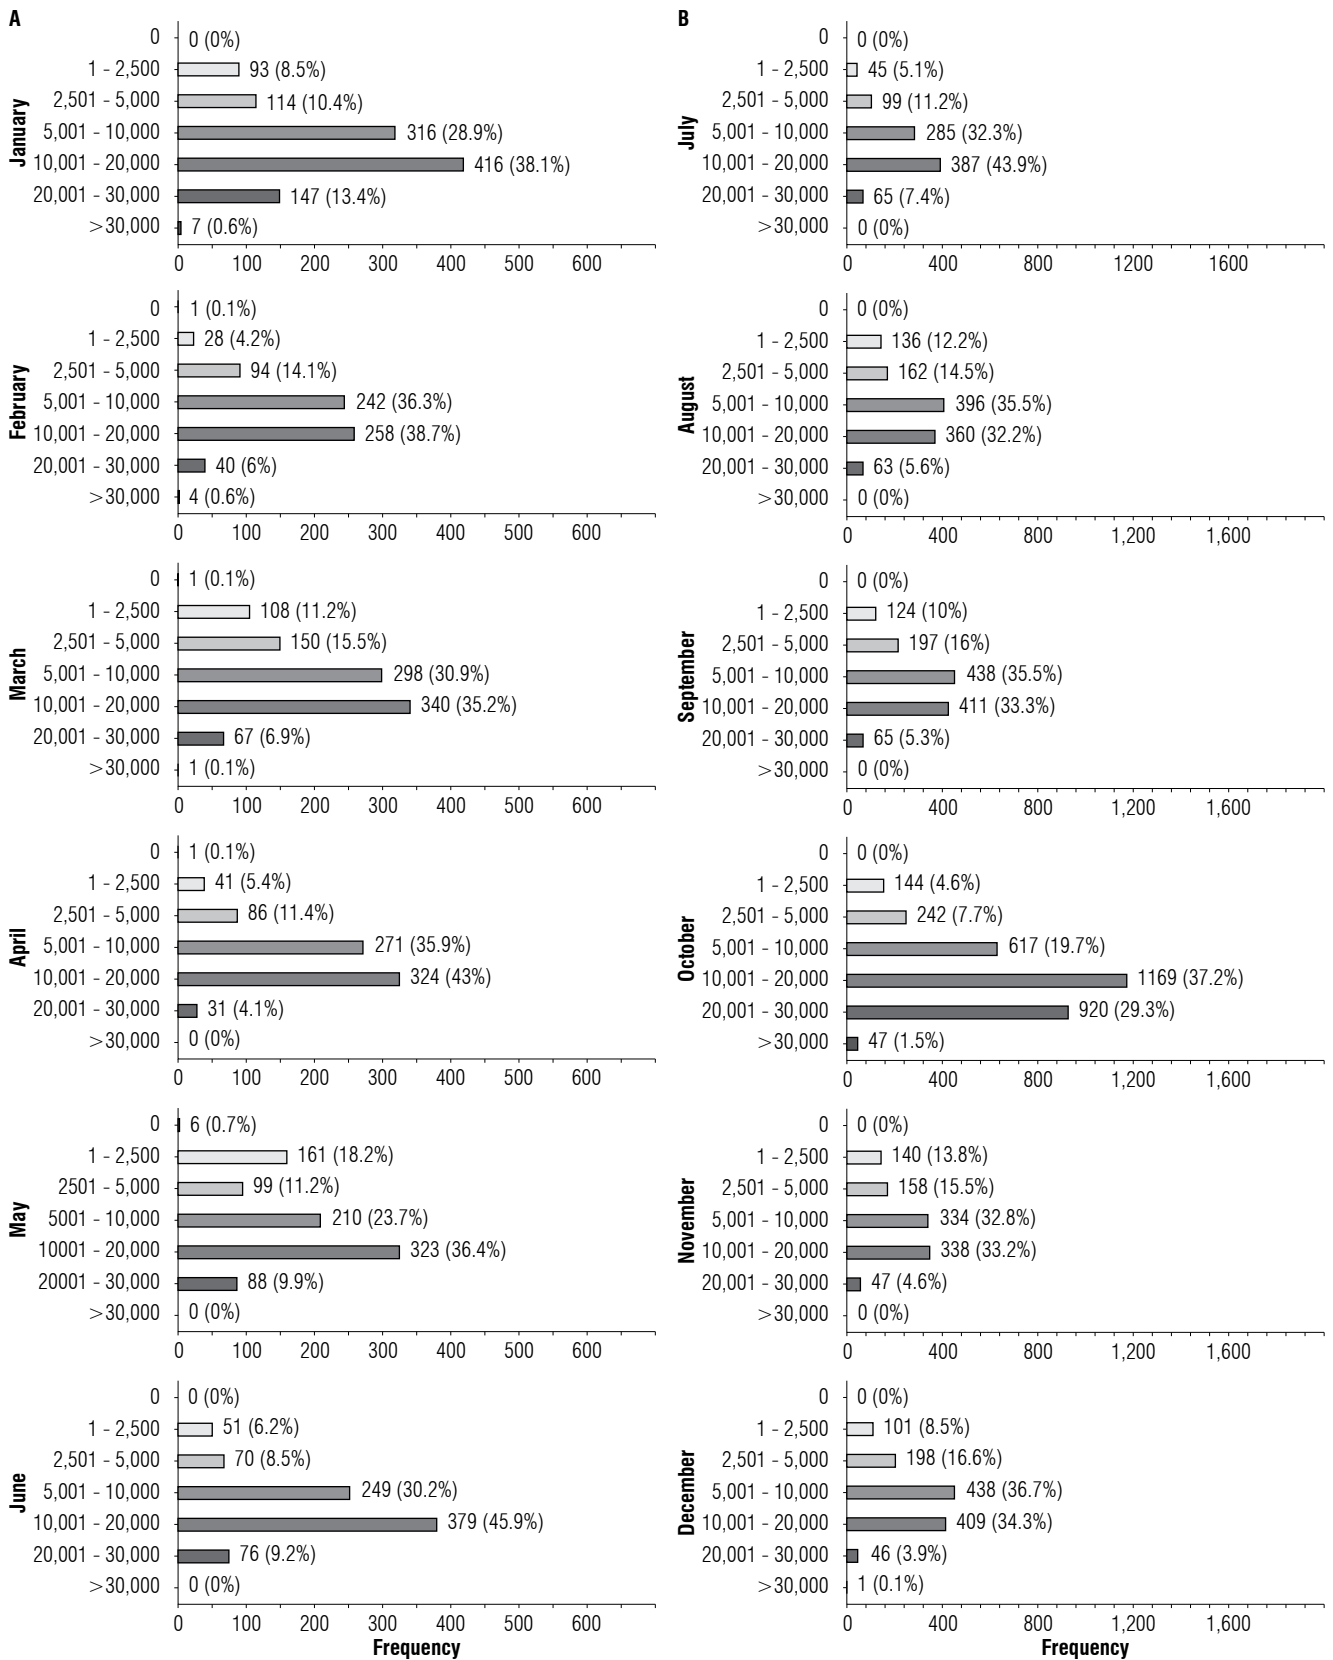 A
January
0 0 (0%)
1 - 2,500 93 (8.5%)
2,501 - 5,000 114 (10.4%)
5,001 - 10,000 316 (28.9%)
10,001 - 20,000 416 (38.1%)
20,001 - 30,000 147 (13.4%)
>30,000 7 (0.6%)
0 100 200 300 400 500 600
February
0 1 (0.1%)
1 - 2,500 28 (4.2%)
2,501 - 5,000 94 (14.1%)
5,001 - 10,000 242 (36.3%)
10,001 - 20,000 258 (38.7%)
20,001 - 30,000 40 (6%)
>30,000 4 (0.6%)
0 100 200 300 400 500 600
March
0 1 (0.1%)
1 - 2,500 108 (11.2%)
2,501 - 5,000 150 (15.5%)
5,001 - 10,000 298 (30.9%)
10,001 - 20,000 340 (35.2%)
20,001 - 30,000 67 (6.9%)
>30,000 1 (0.1%)
0 100 200 300 400 500 600
April
0 1 (0.1%)
1 - 2,500 41 (5.4%)
2,501 - 5,000 86 (11.4%)
5,001 - 10,000 271 (35.9%)
10,001 - 20,000 324 (43%)
20,001 - 30,000 31 (4.1%)
>30,000 0 (0%)
0 100 200 300 400 500 600
May
0 6 (0.7%)
1 - 2,500 161 (18.2%)
2501 - 5,000 99 (11.2%)
5001 - 10,000 210 (23.7%)
10001 - 20,000 323 (36.4%)
20001 - 30,000 88 (9.9%)
>30,000 0 (0%)
0 100 200 300 400 500 600
June
0 0 (0%)
1 - 2,500 51 (6.2%)
2,501 - 5,000 70 (8.5%)
5,001 - 10,000 249 (30.2%)
10,001 - 20,000 379 (45.9%)
20,001 - 30,000 76 (9.2%)
>30,000 0 (0%)
0 100 200 300 400 500 600
Frequency
B
July
0 0 (0%)
1 - 2,500 45 (5.1%)
2,501 - 5,000 99 (11.2%)
5,001 - 10,000 285 (32.3%)
10,001 - 20,000 387 (43.9%)
20,001 - 30,000 65 (7.4%)
>30,000 0 (0%)
0 400 800 1200 1600
August
0 0 (0%)
1 - 2,500 136 (12.2%)
2,501 - 5,000 162 (14.5%)
5,001 - 10,000 396 (35.5%)
10,001 - 20,000 360 (32.2%)
20,001 - 30,000 63 (5.6%)
>30,000 0 (0%)
0 400 800 1,200 1,600
September
0 0 (0%)
1 - 2,500 124 (10%)
2,501 - 5,000 197 (16%)
5,001 - 10,000 438 (35.5%)
10,001 - 20,000 411 (33.3%)
20,001 - 30,000 65 (5.3%)
>30,000 0 (0%)
0 400 800 1,200 1,600
October
0 0 (0%)
1 - 2,500 144 (4.6%)
2,501 - 5,000 242 (7.7%)
5,001 - 10,000 617 (19.7%)
10,001 - 20,000 1169 (37.2%)
20,001 - 30,000 920 (29.3%)
>30,000 47 (1.5%)
0 400 800 1,200 1,600
November
0 0 (0%)
1 - 2,500 140 (13.8%)
2,501 - 5,000 158 (15.5%)
5,001 - 10,000 334 (32.8%)
10,001 - 20,000 338 (33.2%)
20,001 - 30,000 47 (4.6%)
>30,000 0 (0%)
0 400 800 1,200 1,600
December
0 0 (0%)
1 - 2,500 101 (8.5%)
2,501 - 5,000 198 (16.6%)
5,001 - 10,000 438 (36.7%)
10,001 - 20,000 409 (34.3%)
20,001 - 30,000 46 (3.9%)
>30,000 1 (0.1%)
0 400 800 1,200 1,600
Frequency